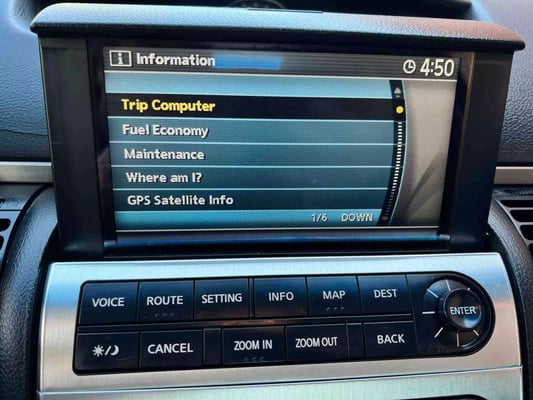 i Information 4:50
Trip Computer
Fuel Economy
Maintenance
Where am I?
GPS Satellite Info
1/6 DOWN
VOICE ROUTE SETTING INFO MAP DEST
CANCEL ZOOM IN ZOOM OUT BACK
ENTER